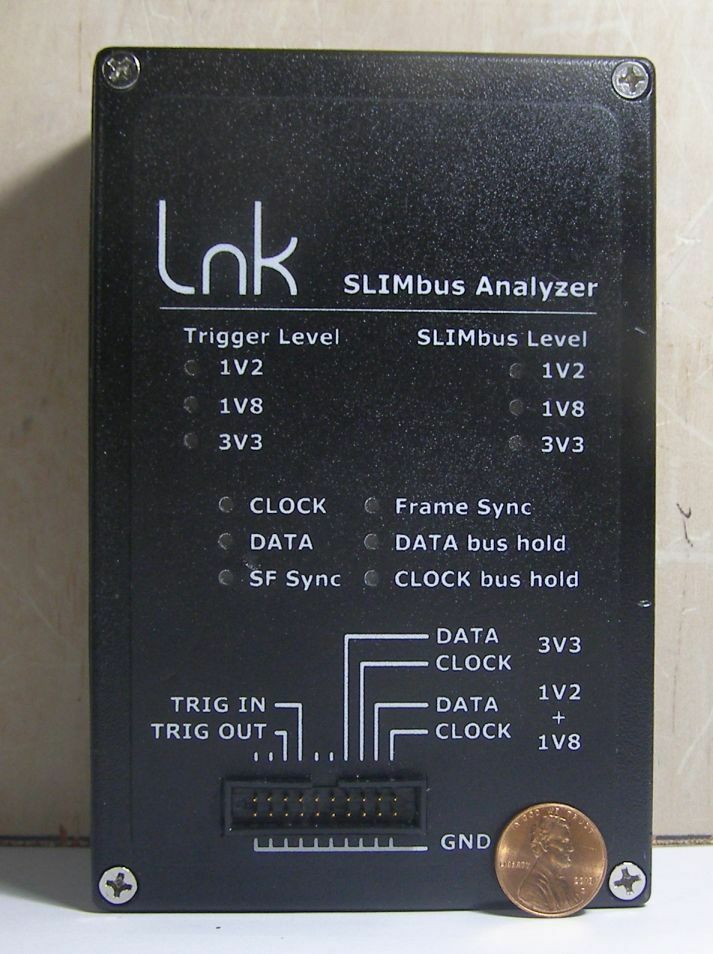 Lnk SLIMbus Analyzer
Trigger Level SLIMbus Level
1V2 1V2
1V8 1V8
3V3 3V3
CLOCK Frame Sync
DATA DATA bus hold
SF Sync CLOCK bus hold
DATA 3V3
CLOCK
TRIG IN DATA 1V2
+
TRIG OUT CLOCK 1V8
GND
LIBERTY